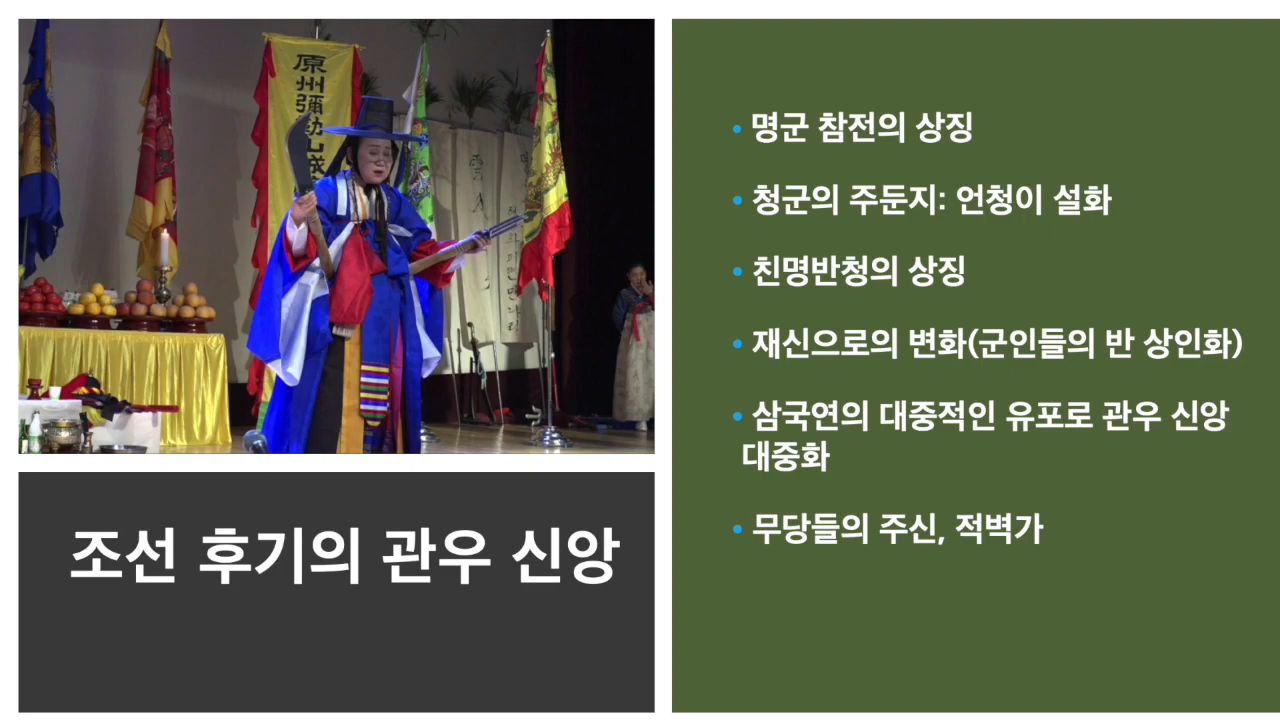 原州彌勒山
조선 후기의 관우 신앙
• 명군 참전의 상징
• 청군의 주둔지: 언청이 설화
• 친명반청의 상징
• 재신으로의 변화(군인들의 반 상인화)
• 삼국연의 대중적인 유포로 관우 신앙
대중화
• 무당들의 주신, 적벽가